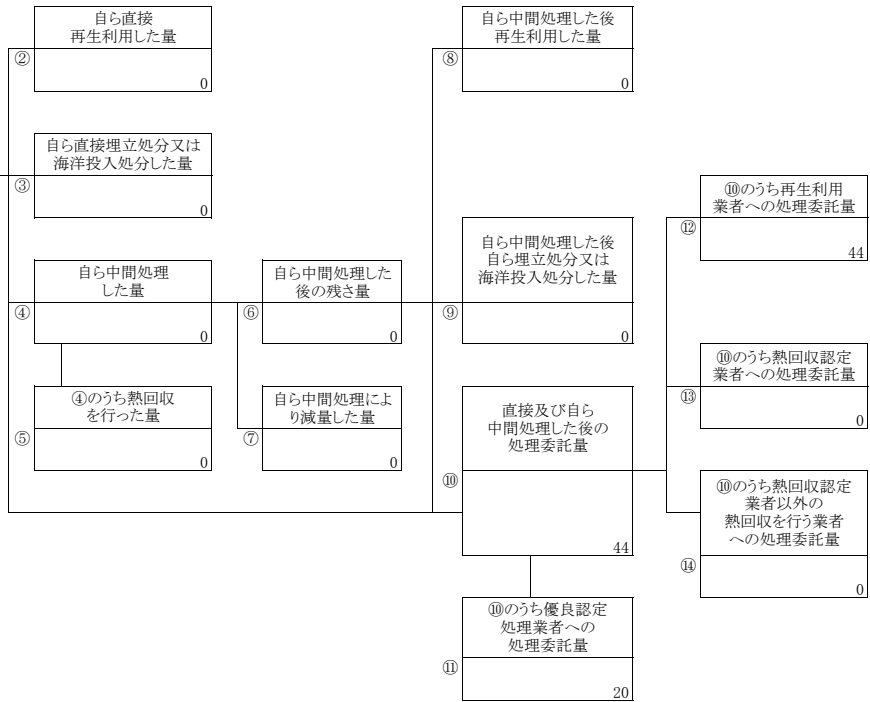 自ら直接
再生利用した量
②
0
自ら直接埋立処分又は
海洋投入処分した量
③
0
自ら中間処理
した量
④
0
④のうち熱回収
を行った量
⑤
0
自ら中間処理した
後の残さ量
⑥
0
自ら中間処理によ
り減量した量
⑦
0
自ら中間処理した後
再生利用した量
⑧
0
自ら中間処理した後
自ら埋立処分又は
海洋投入処分した量
⑨
0
直接及び自ら
中間処理した後の
処理委託量
⑩
44
⑩のうち優良認定
処理業者への
処理委託量
⑪
20
⑩のうち再生利用
業者への処理委託量
⑫
44
⑩のうち熱回収認定
業者への処理委託量
⑬
0
⑩のうち熱回収認定
業者以外の
熱回収を行う業者
への処理委託量
⑭
0